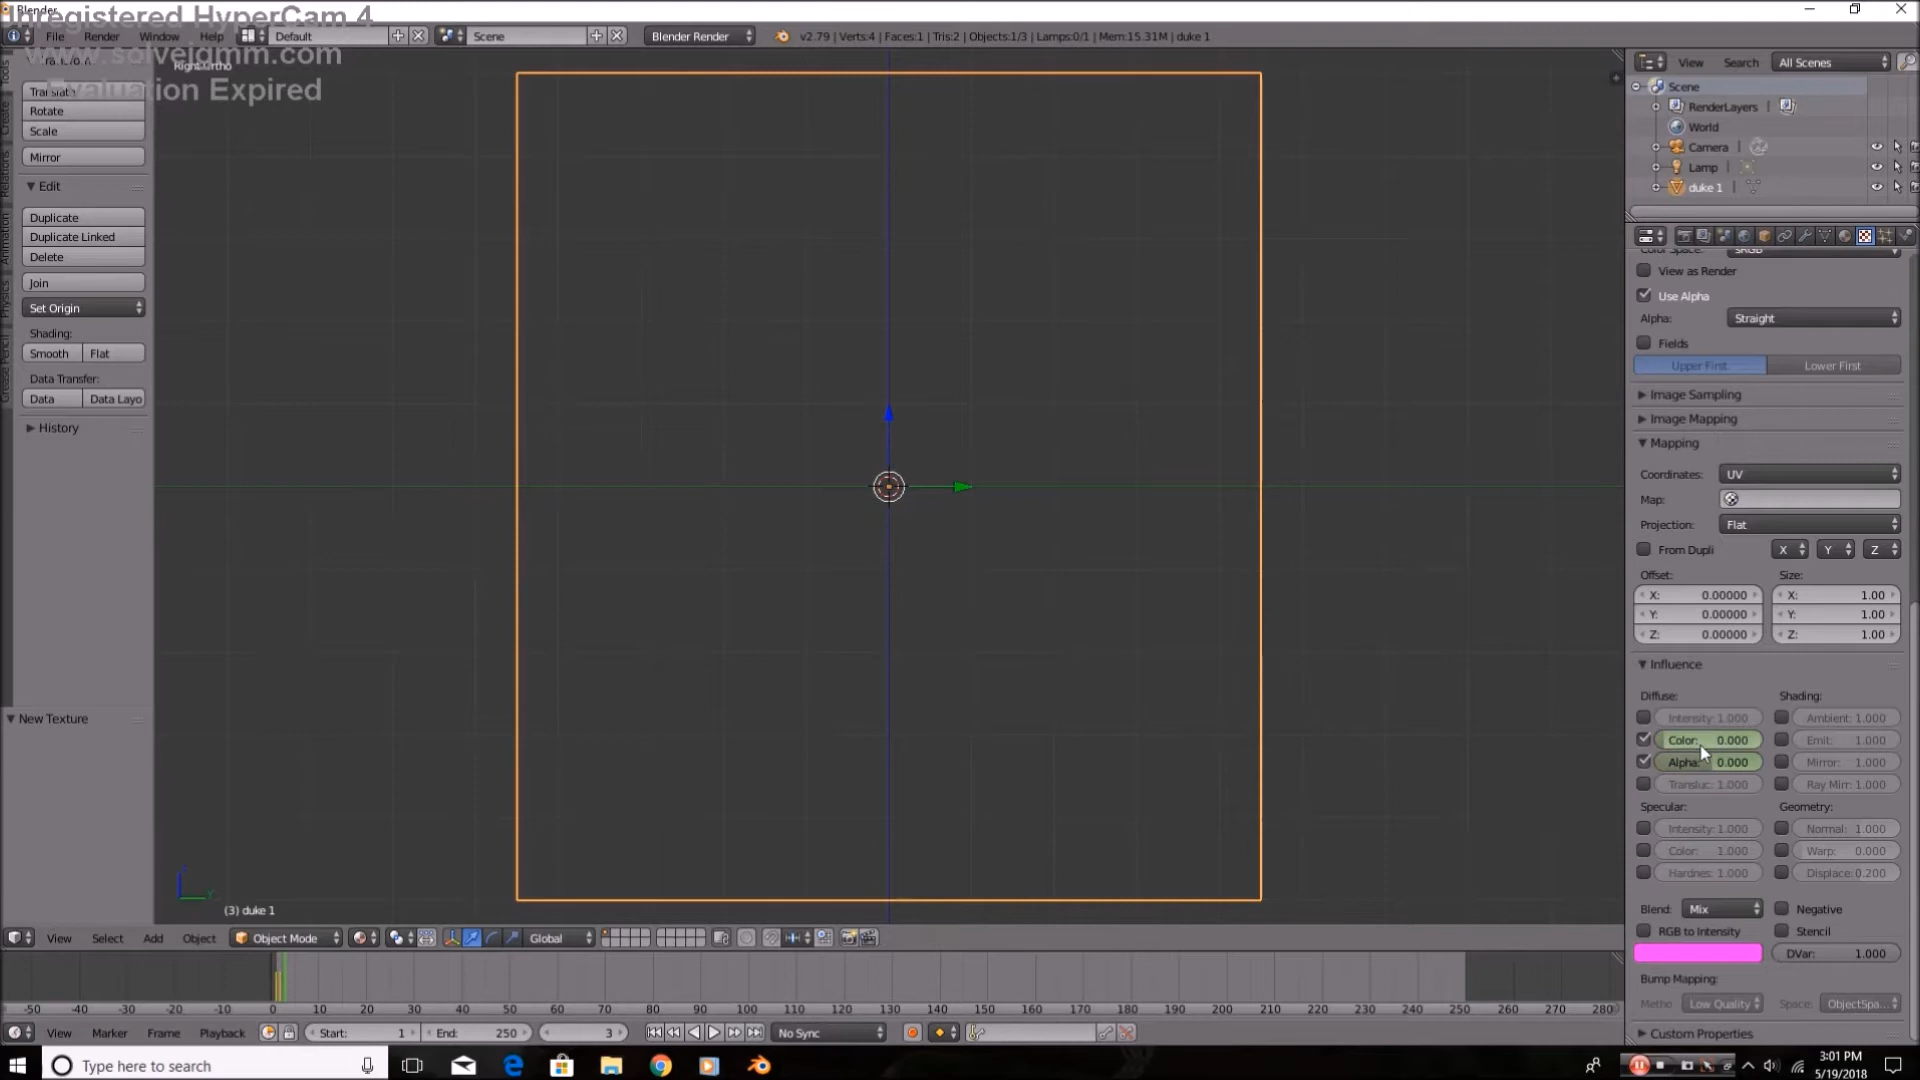 Blender
Unregistered HyperCam 4
File Render Window Help Default Scene Blender Render v2.79 | Verts:4 | Faces:1 | Tris:2 | Objects:1/3 | Lamps:0/1 | Mem:15.31M | duke 1
www.solveigmm.com
Right Ortho
Evaluation Expired
Tools
Create
Relations
Animation
Physics
Grease Pencil
Translate
Rotate
Scale
Mirror
Edit
Duplicate
Duplicate Linked
Delete
Join
Set Origin
Shading:
Smooth Flat
Data Transfer:
Data Data Layo
History
New Texture
(3) duke 1
View Select Add Object Object Mode Global
-50 -40 -30 -20 -10 0 10 20 30 40 50 60 70 80 90 100 110 120 130 140 150 160 170 180 190 200 210 220 230 240 250 260 270 280
View Marker Frame Playback Start: 1 End: 250 3 No Sync
View Search All Scenes
Scene
RenderLayers
World
Camera
Lamp
duke 1
Color Space: sRGB
View as Render
Use Alpha
Alpha: Straight
Fields
Upper First Lower First
Image Sampling
Image Mapping
Mapping
Coordinates: UV
Map:
Projection: Flat
From Dupli X Y Z
Offset: Size:
X: 0.00000 X: 1.00
Y: 0.00000 Y: 1.00
Z: 0.00000 Z: 1.00
Influence
Diffuse: Shading:
Intensity: 1.000 Ambient: 1.000
Color: 0.000 Emit: 1.000
Alpha: 0.000 Mirror: 1.000
Transluc: 1.000 Ray Mirr: 1.000
Specular: Geometry:
Intensity: 1.000 Normal: 1.000
Color: 1.000 Warp: 0.000
Hardnes: 1.000 Displace: 0.200
Blend: Mix Negative
RGB to Intensity Stencil
DVar: 1.000
Bump Mapping:
Metho Low Quality Space: ObjectSpa...
Custom Properties
Type here to search
3:01 PM
5/19/2018